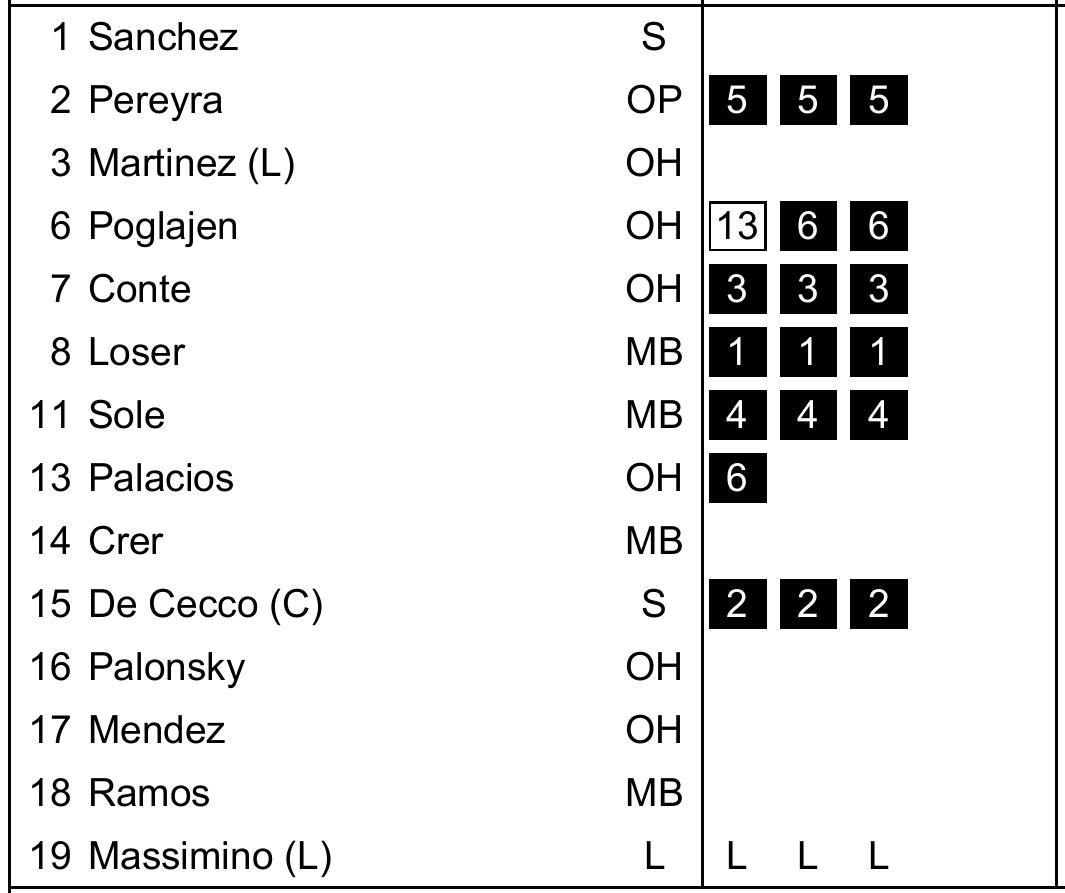 1 Sanchez S
2 Pereyra OP 5 5 5
3 Martinez (L) OH
6 Poglajen OH 13 6 6
7 Conte OH 3 3 3
8 Loser MB 1 1 1
11 Sole MB 4 4 4
13 Palacios OH 6
14 Crer MB
15 De Cecco (C) S 2 2 2
16 Palonsky OH
17 Mendez OH
18 Ramos MB
19 Massimino (L) L L L L